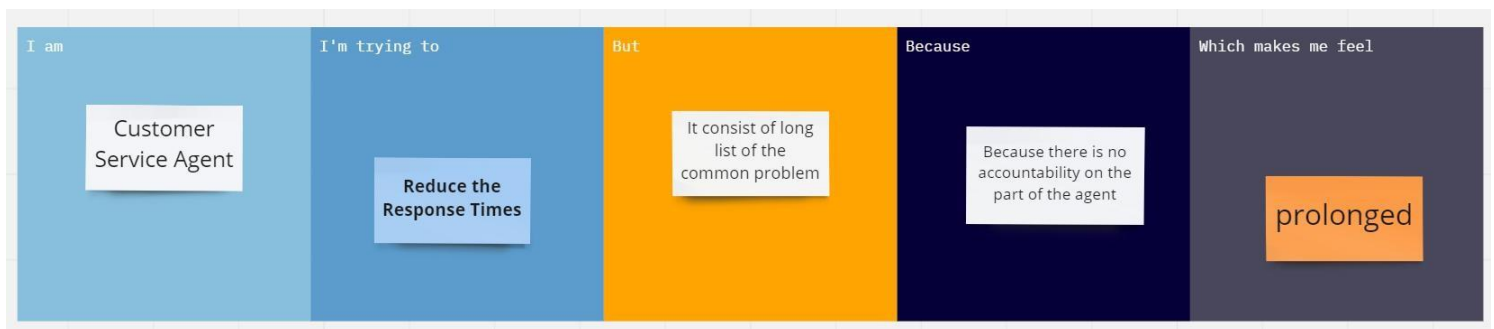 I am
Customer
Service Agent
I'm trying to
Reduce the
Response Times
But
It consist of long
list of the
common problem
Because
Because there is no
accountability on the
part of the agent
Which makes me feel
prolonged